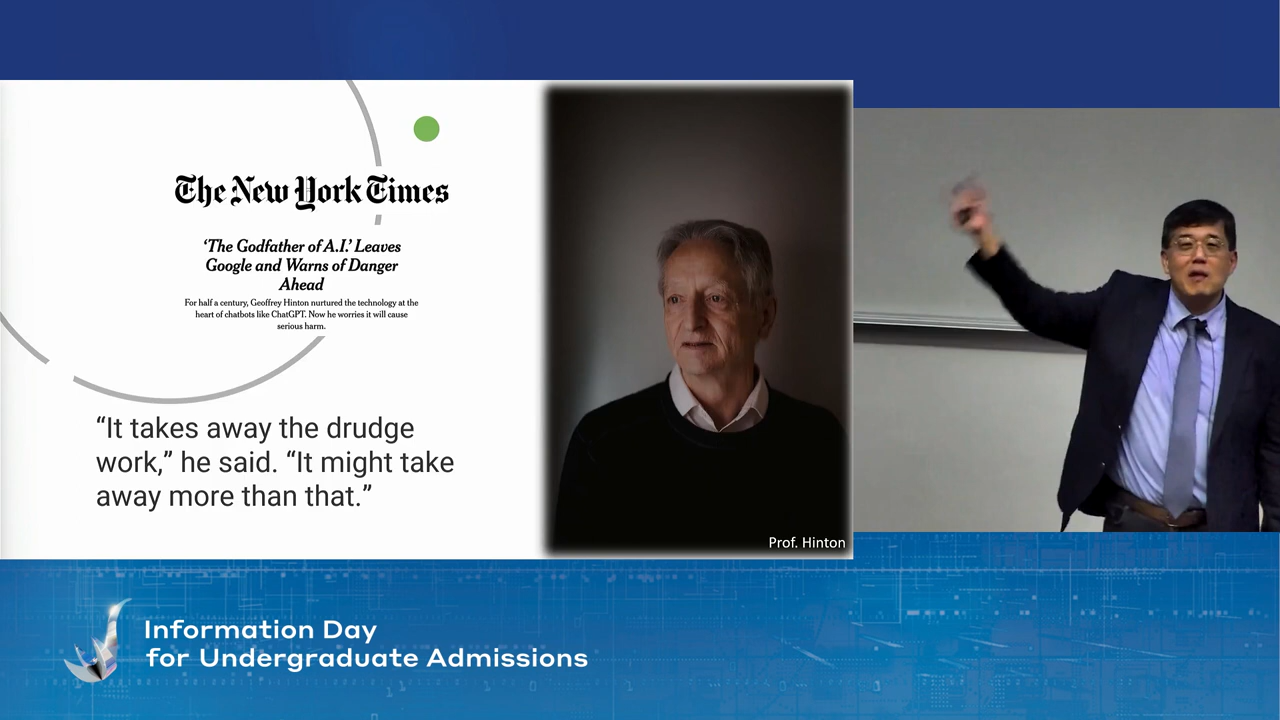 The New York Times
‘The Godfather of A.I.’ Leaves
Google and Warns of Danger
Ahead
For half a century, Geoffrey Hinton nurtured the technology at the
heart of chatbots like ChatGPT. Now he worries it will cause
serious harm.
“It takes away the drudge
work,” he said. “It might take
away more than that.”
Prof. Hinton
Information Day
for Undergraduate Admissions